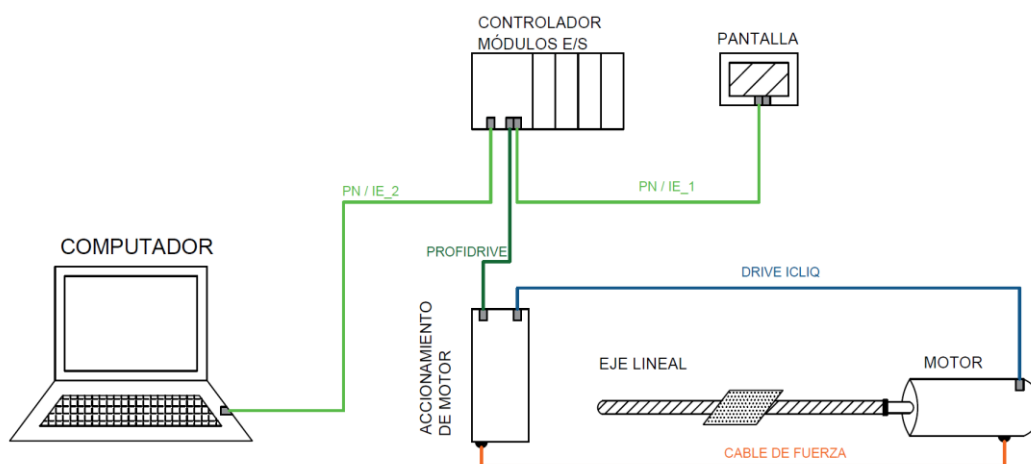 CONTROLADOR
MÓDULOS E/S
PANTALLA
PN / IE_2
PN / IE_1
COMPUTADOR
PROFIDRIVE
DRIVE ICLIQ
ACCIONAMIENTO
DE MOTOR
EJE LINEAL
MOTOR
CABLE DE FUERZA